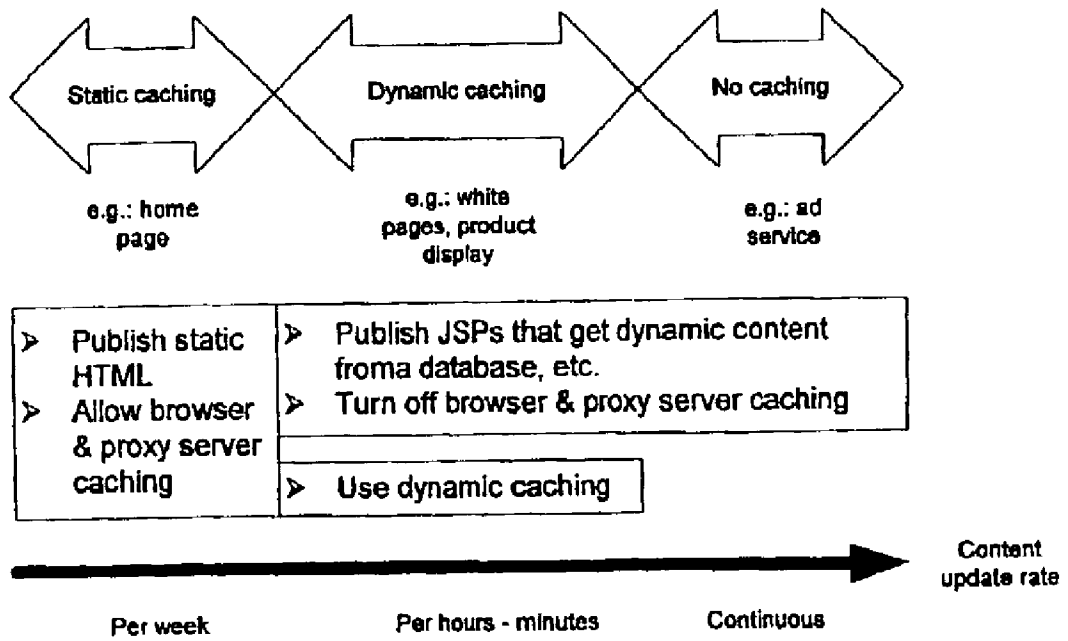 Static caching
Dynamic caching
No caching
e.g.: home
page
e.g.: white
pages, product
display
e.g.: ad
service
➢ Publish static
HTML
➢ Allow browser
& proxy server
caching
➢ Publish JSPs that get dynamic content
froma database, etc.
➢ Turn off browser & proxy server caching
➢ Use dynamic caching
Content
update rate
Per week
Per hours - minutes
Continuous